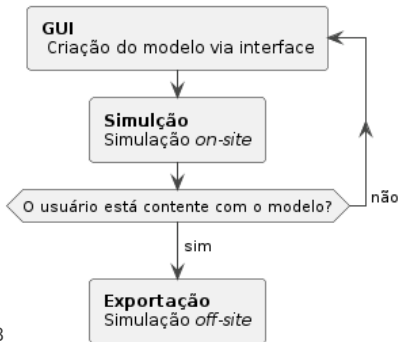 GUI
Criação do modelo via interface
Simulção
Simulação on-site
O usuário está contente com o modelo?
não
sim
Exportação
Simulação off-site